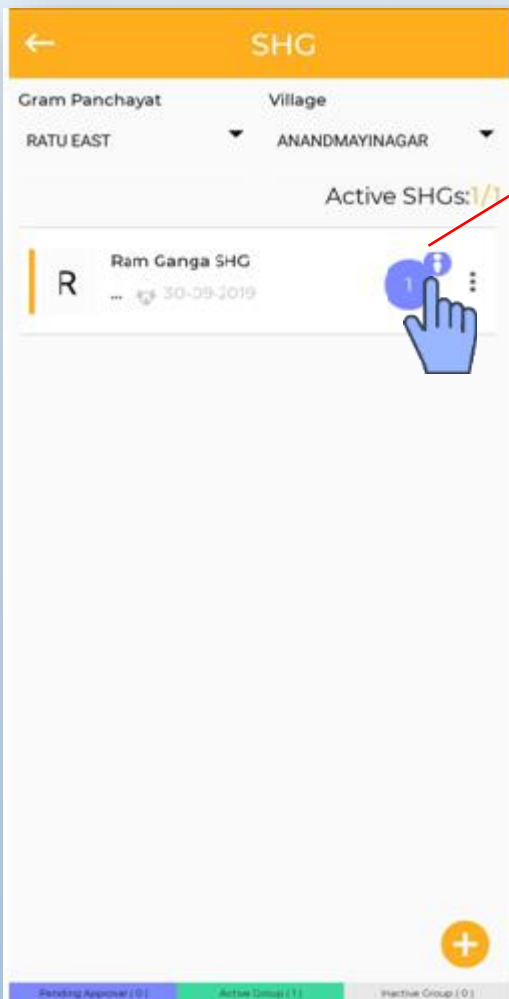 SHG
Gram Panchayat Village
RATU EAST ANANDMAYINAGAR
Active SHGs:1/1
R
Ram Ganga SHG
1
... 30-09-2019
Pending Approval ( 0 ) Active Group ( 1 ) Inactive Group ( 0 )